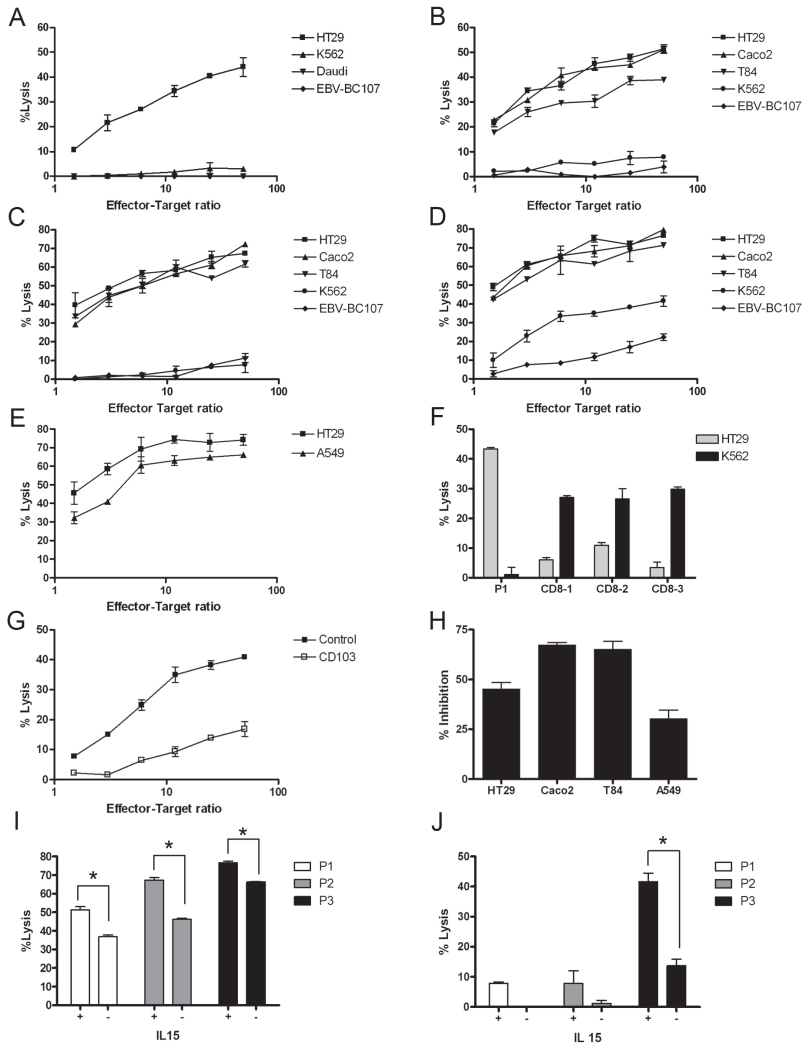 A
%Lysis
60
50
40
30
20
10
0
1
10
100
Effector-Target ratio
HT29
K562
Daudi
EBV-BC107
B
% Lysis
60
50
40
30
20
10
0
1
10
100
Effector Target ratio
HT29
Caco2
T84
K562
EBV-BC107
C
% Lysis
80
70
60
50
40
30
20
10
0
1
10
100
Effector Target ratio
HT29
Caco2
T84
K562
EBV-BC107
D
% Lysis
80
70
60
50
40
30
20
10
0
1
10
100
Effector Target ratio
HT29
Caco2
T84
K562
EBV-BC107
E
% Lysis
80
70
60
50
40
30
20
10
0
1
10
100
Effector-Target ratio
HT29
A549
F
% Lysis
50
40
30
20
10
0
P1
CD8-1
CD8-2
CD8-3
HT29
K562
G
% Lysis
50
40
30
20
10
0
1
10
100
Effector-Target ratio
Control
CD103
H
% Inhibition
75
50
25
0
HT29
Caco2
T84
A549
I
%Lysis
80
70
60
50
40
30
20
10
0
* * *
+ - + - + -
IL15
P1
P2
P3
J
% Lysis
50
40
30
20
10
0
*
+ - + - + -
IL 15
P1
P2
P3